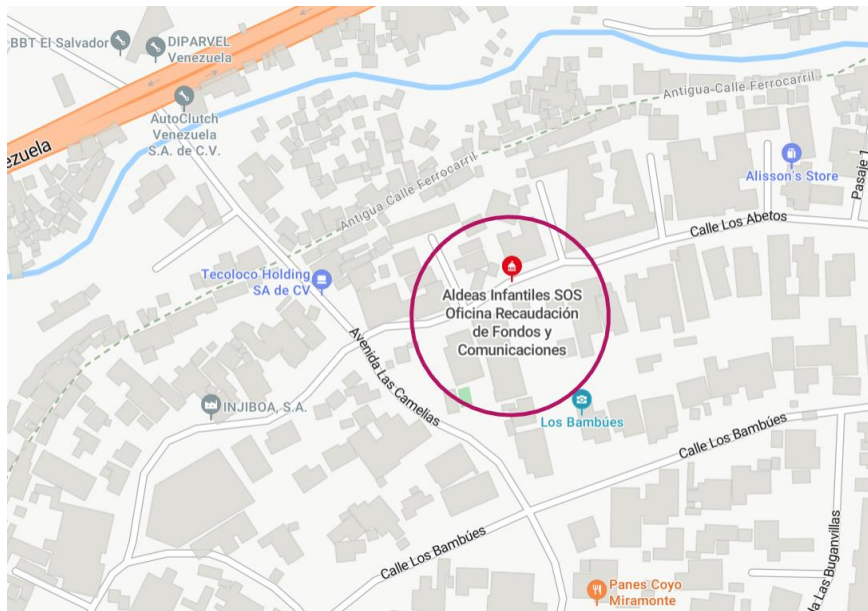 BBT El Salvador
DIPARVEL
Venezuela
AutoClutch
Venezuela
S.A. de C.V.
ezuela
Antigua Calle Ferrocarril
Alisson's Store
Pasaje 1
Antigua Calle Ferrocarril
Calle Los Abetos
Tecoloco Holding
SA de CV
Aldeas Infantiles SOS
Oficina Recaudación
de Fondos y
Comunicaciones
Avenida Las Camelias
INJIBOA, S.A.
Los Bambúes
Calle Los Bambúes
Calle Los Bambúes
da Las Buganvillas
Panes Coyo
Miramonte